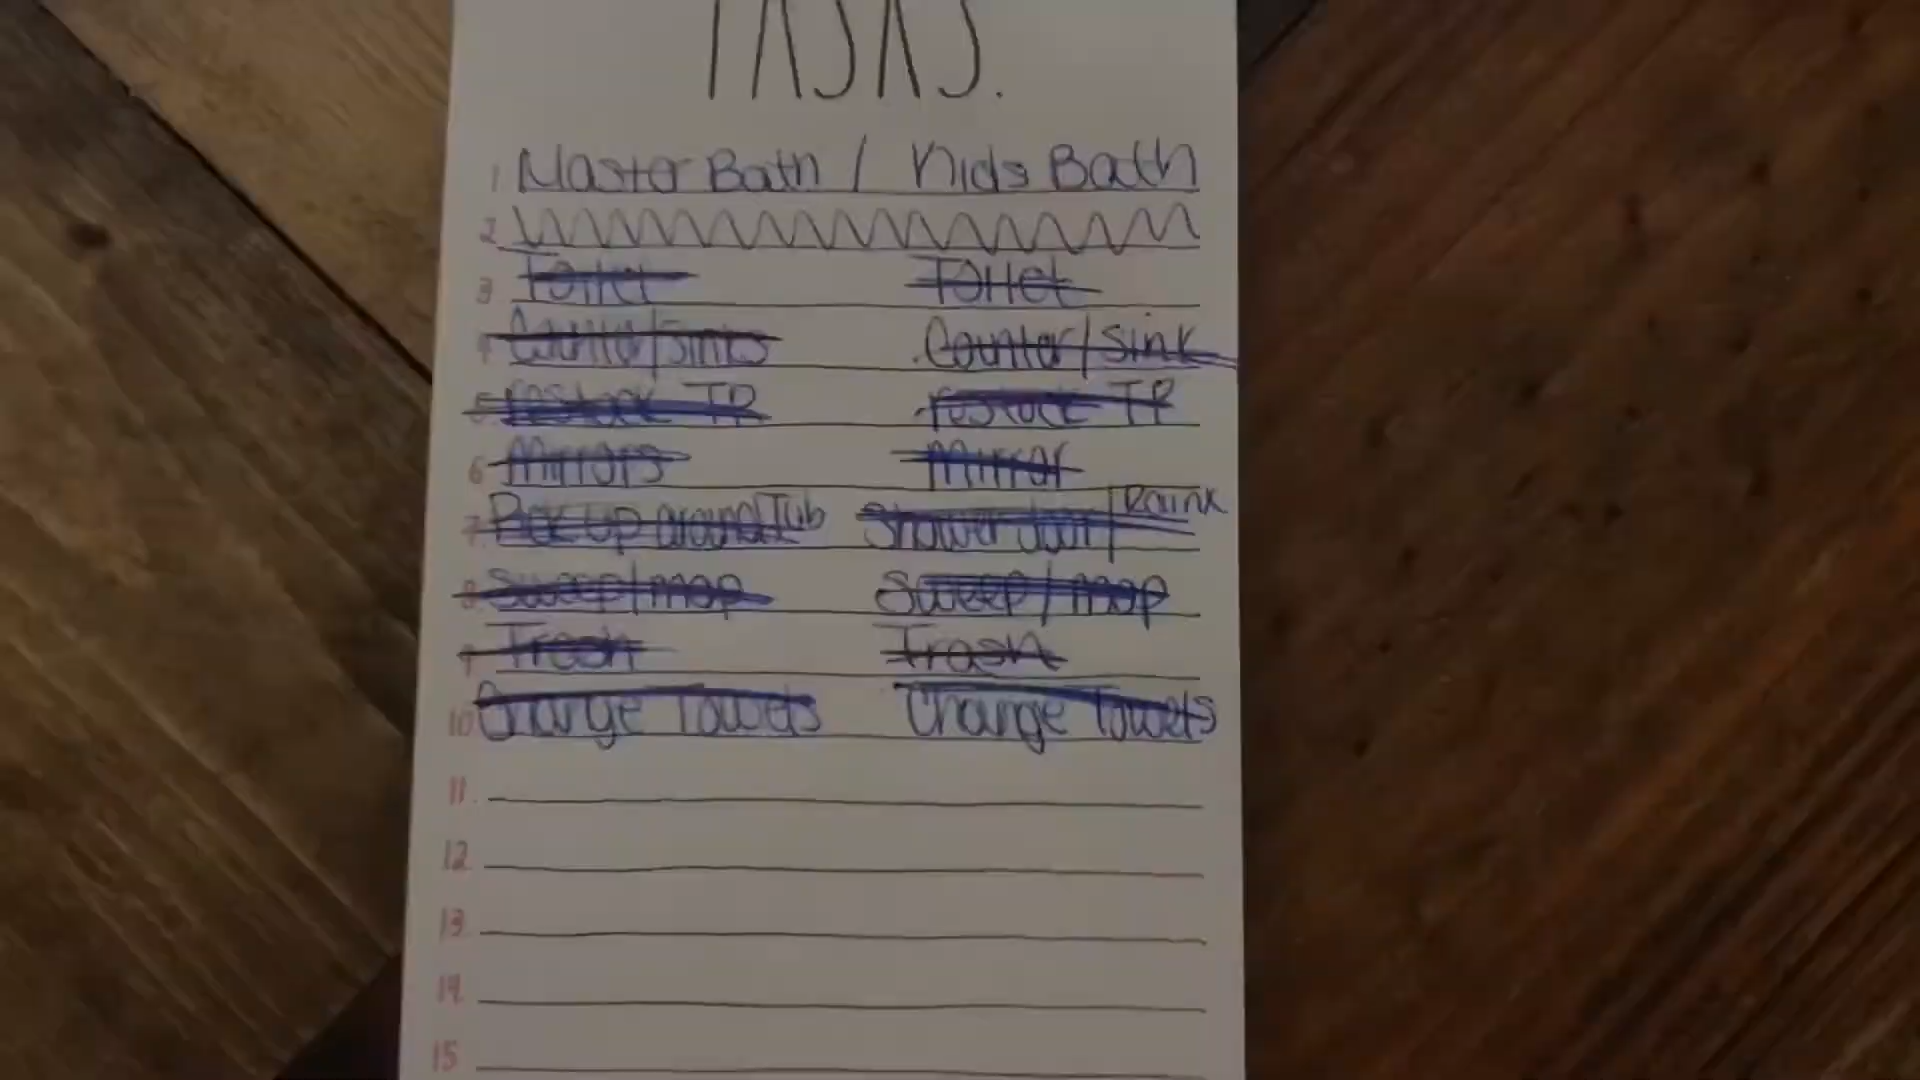 TASKS.
1 Master Bath / Kids Bath
2
3 Toilet Toilet
4 Counter/sinks Counter/sink
5 restock TP restock TP
6 Mirrors Mirror
7. Pick up around Tub Shower door/
8 Sweep/mop Sweep/mop
9 Trash Trash
10 Change Towels Change Towels
11.
12.
13.
14.
15